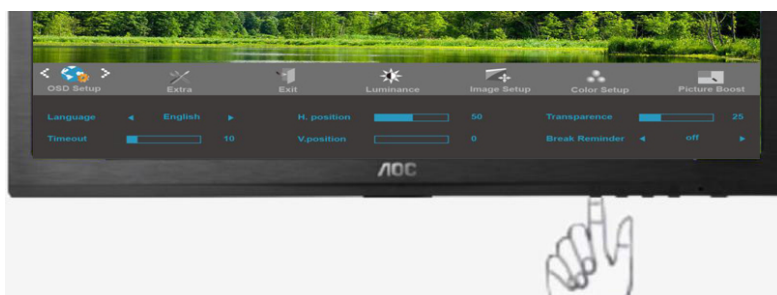 OSD Setup Extra Exit Luminance Image Setup Color Setup Picture Boost
Language English H. position 50 Transparence 25
Timeout 10 V.position 0 Break Reminder off
AOC